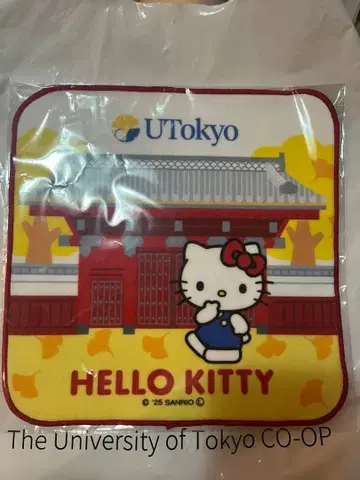 UTokyo
HELLO KITTY
© '25 SANRIO Ⓛ
The University of Tokyo CO-OP